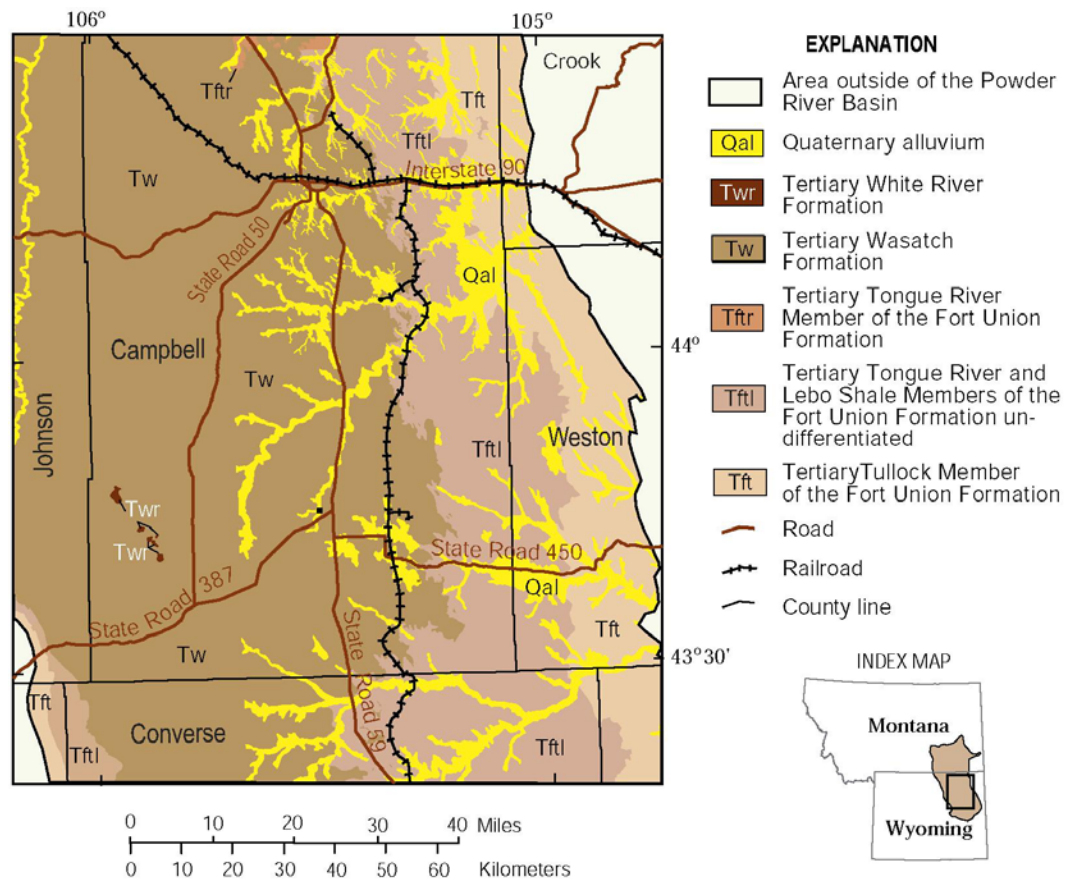 106° 105°
Crook
Tftr
Tft
Tftl
Interstate 90
Tw
State Road 50
Qal
44°
Campbell
Tw
Johnson
Weston
Tftl
Twr
Twr
State Road 450
Qal
State Road 387
Tft
Tw
State Road 59
43°30'
Tft
Converse
Tftl
Tftl
0 10 20 30 40 Miles
0 10 20 30 40 50 60 Kilometers
EXPLANATION
Area outside of the Powder
River Basin
Qal Quaternary alluvium
Twr Tertiary White River
Formation
Tw Tertiary Wasatch
Formation
Tftr Tertiary Tongue River
Member of the Fort Union
Formation
Tftl Tertiary Tongue River and
Lebo Shale Members of the
Fort Union Formation un-
differentiated
Tft TertiaryTullock Member
of the Fort Union Formation
Road
Railroad
County line
INDEX MAP
Montana
Wyoming